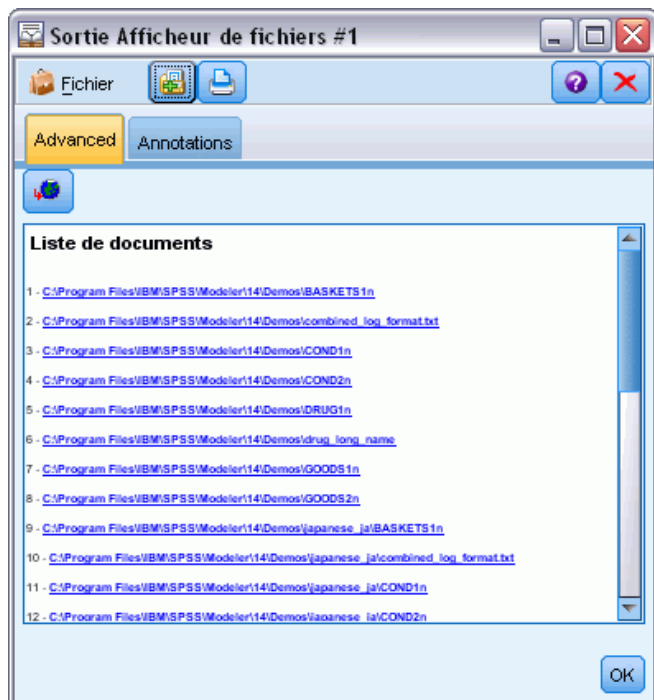 Sortie Afficheur de fichiers #1
Fichier
Advanced Annotations
Liste de documents
1 - C:\Program Files\IBM\SPSS\Modeler\14\Demos\BASKETS1n
2 - C:\Program Files\IBM\SPSS\Modeler\14\Demos\combined_log_format.txt
3 - C:\Program Files\IBM\SPSS\Modeler\14\Demos\COND1n
4 - C:\Program Files\IBM\SPSS\Modeler\14\Demos\COND2n
5 - C:\Program Files\IBM\SPSS\Modeler\14\Demos\DRUG1n
6 - C:\Program Files\IBM\SPSS\Modeler\14\Demos\drug_long_name
7 - C:\Program Files\IBM\SPSS\Modeler\14\Demos\GOODS1n
8 - C:\Program Files\IBM\SPSS\Modeler\14\Demos\GOODS2n
9 - C:\Program Files\IBM\SPSS\Modeler\14\Demos\japanese_ja\BASKETS1n
10 - C:\Program Files\IBM\SPSS\Modeler\14\Demos\japanese_ja\combined_log_format.txt
11 - C:\Program Files\IBM\SPSS\Modeler\14\Demos\japanese_ja\COND1n
12 - C:\Program Files\IBM\SPSS\Modeler\14\Demos\japanese_ja\COND2n
OK